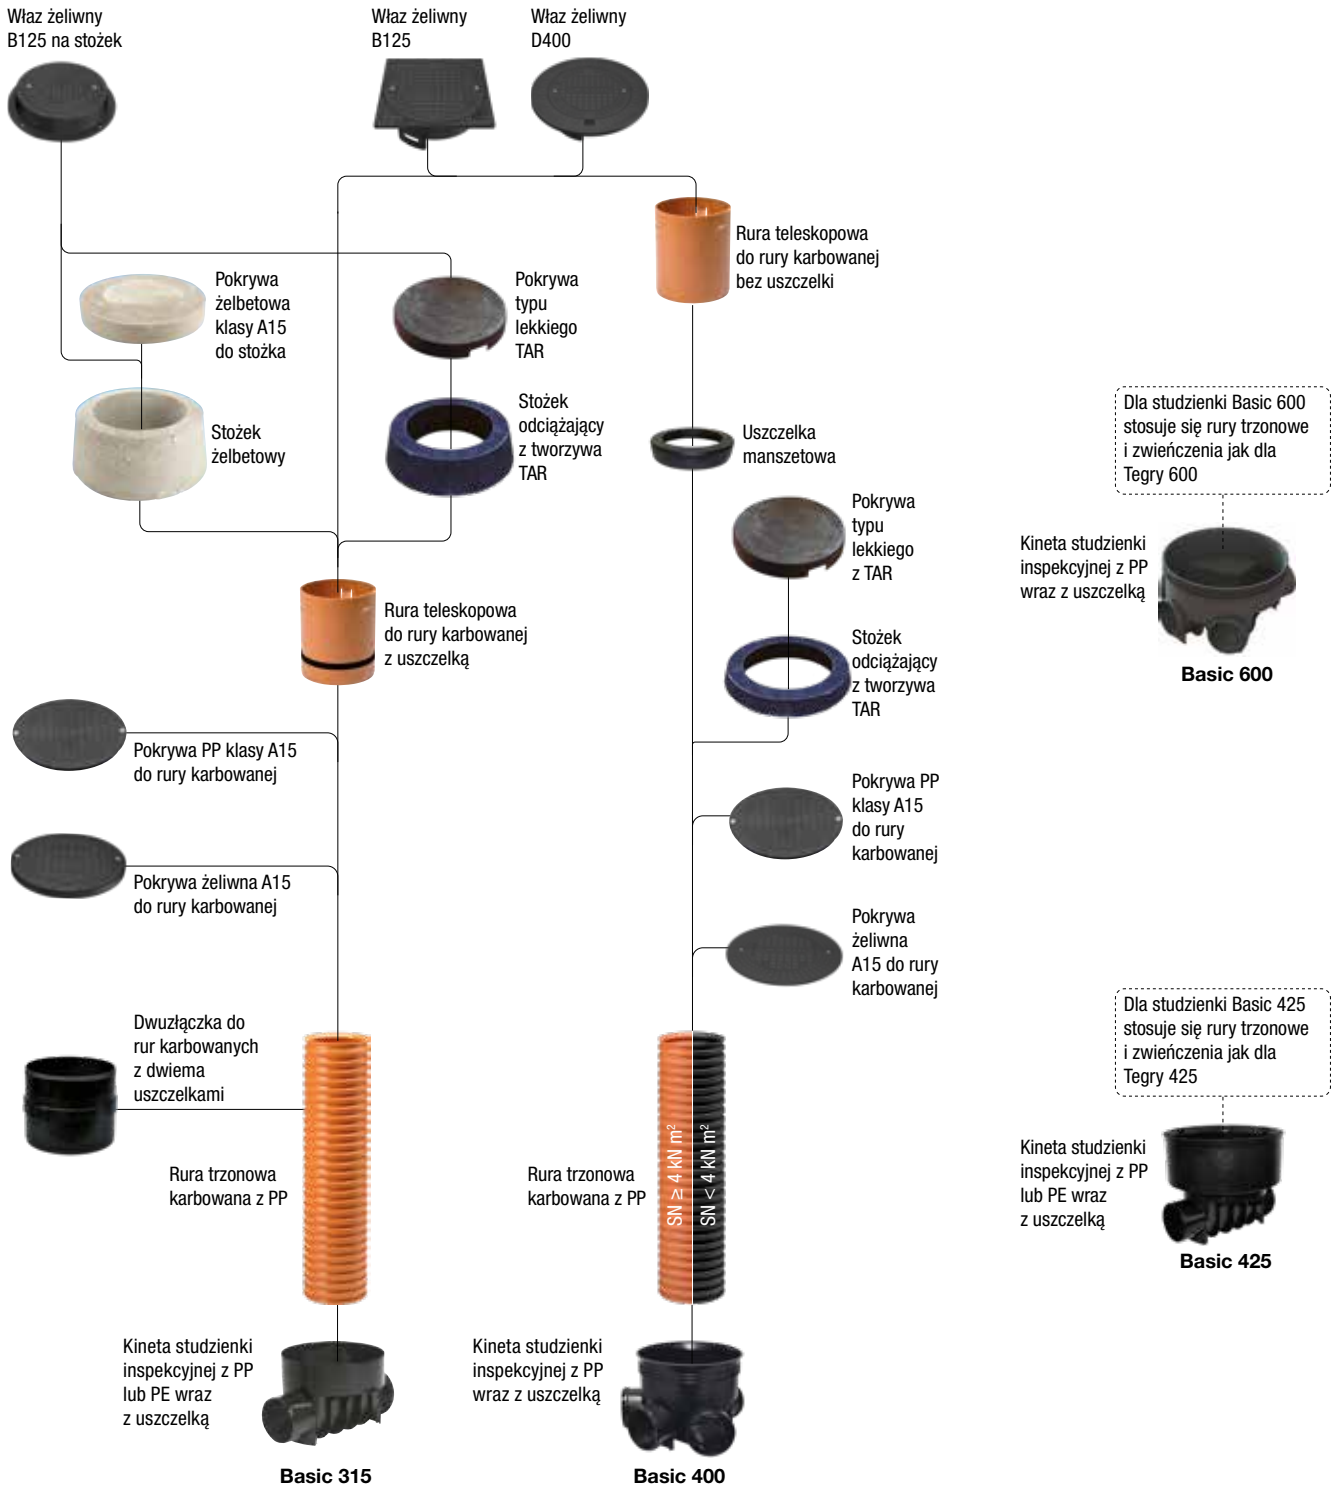 Właz żeliwny
B125 na stożek
Właz żeliwny
B125
Właz żeliwny
D400
Rura teleskopowa
do rury karbowanej
bez uszczelki
Pokrywa
żelbetowa
klasy A15
do stożka
Pokrywa
typu
lekkiego
TAR
Stożek
żelbetowy
Stożek
odciążający
z tworzywa
TAR
Uszczelka
manszetowa
Dla studzienki Basic 600
stosuje się rury trzonowe
i zwieńczenia jak dla
Tegry 600
Pokrywa
typu
lekkiego
z TAR
Kineta studzienki
inspekcyjnej z PP
wraz z uszczelką
Basic 600
Rura teleskopowa
do rury karbowanej
z uszczelką
Stożek
odciążający
z tworzywa
TAR
Pokrywa PP klasy A15
do rury karbowanej
Pokrywa PP
klasy A15
do rury
karbowanej
Pokrywa żeliwna A15
do rury karbowanej
Pokrywa
żeliwna
A15 do rury
karbowanej
Dwuzłączka do
rur karbowanych
z dwiema
uszczelkami
Dla studzienki Basic 425
stosuje się rury trzonowe
i zwieńczenia jak dla
Tegry 425
Rura trzonowa
karbowana z PP
Rura trzonowa
karbowana z PP
SN ≥ 4 kN m²
SN < 4 kN m²
Kineta studzienki
inspekcyjnej z PP
lub PE wraz
z uszczelką
Basic 425
Kineta studzienki
inspekcyjnej z PP
lub PE wraz
z uszczelką
Basic 315
Kineta studzienki
inspekcyjnej z PP
wraz z uszczelką
Basic 400